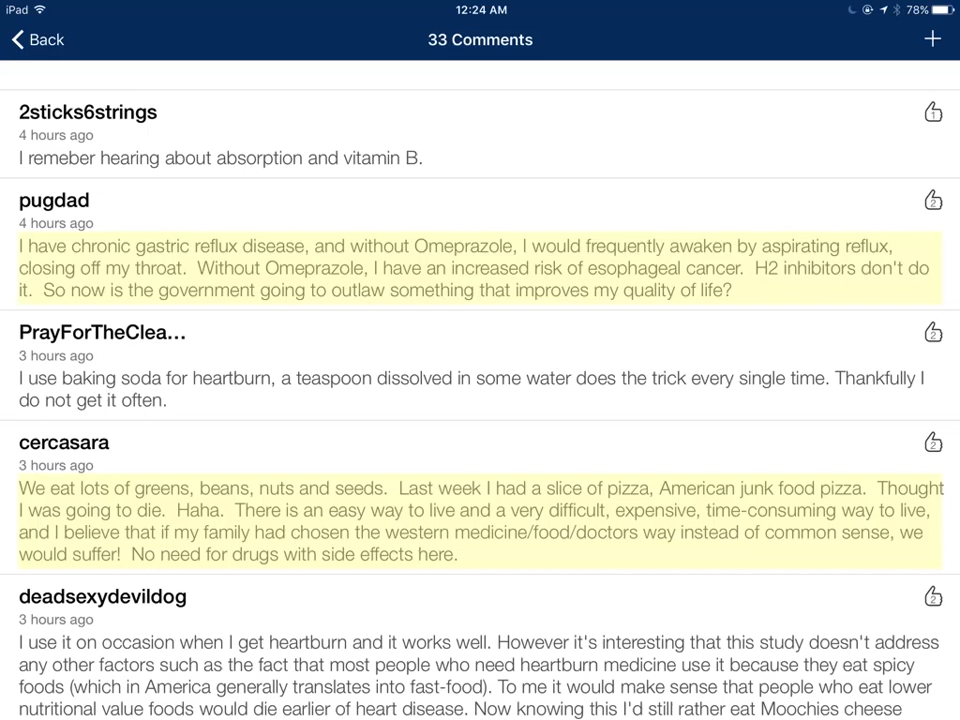 iPad 12:24 AM 78%
Back 33 Comments +
2sticks6strings 1
4 hours ago
I remeber hearing about absorption and vitamin B.
pugdad 2
4 hours ago
I have chronic gastric reflux disease, and without Omeprazole, I would frequently awaken by aspirating reflux,
closing off my throat. Without Omeprazole, I have an increased risk of esophageal cancer. H2 inhibitors don't do
it. So now is the government going to outlaw something that improves my quality of life?
PrayForTheClea... 2
3 hours ago
I use baking soda for heartburn, a teaspoon dissolved in some water does the trick every single time. Thankfully I
do not get it often.
cercasara 2
3 hours ago
We eat lots of greens, beans, nuts and seeds. Last week I had a slice of pizza, American junk food pizza. Thought
I was going to die. Haha. There is an easy way to live and a very difficult, expensive, time-consuming way to live,
and I believe that if my family had chosen the western medicine/food/doctors way instead of common sense, we
would suffer! No need for drugs with side effects here.
deadsexydevildog 2
3 hours ago
I use it on occasion when I get heartburn and it works well. However it's interesting that this study doesn't address
any other factors such as the fact that most people who need heartburn medicine use it because they eat spicy
foods (which in America generally translates into fast-food). To me it would make sense that people who eat lower
nutritional value foods would die earlier of heart disease. Now knowing this I'd still rather eat Moochies cheese